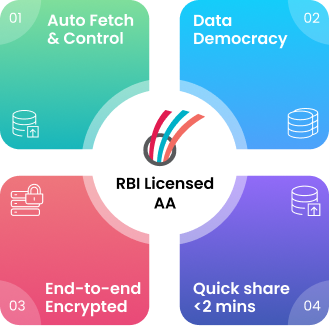 01
Auto Fetch
& Control
Data
Democracy
02
RBI Licensed
AA
End-to-end
Encrypted
03
Quick share
<2 mins
04